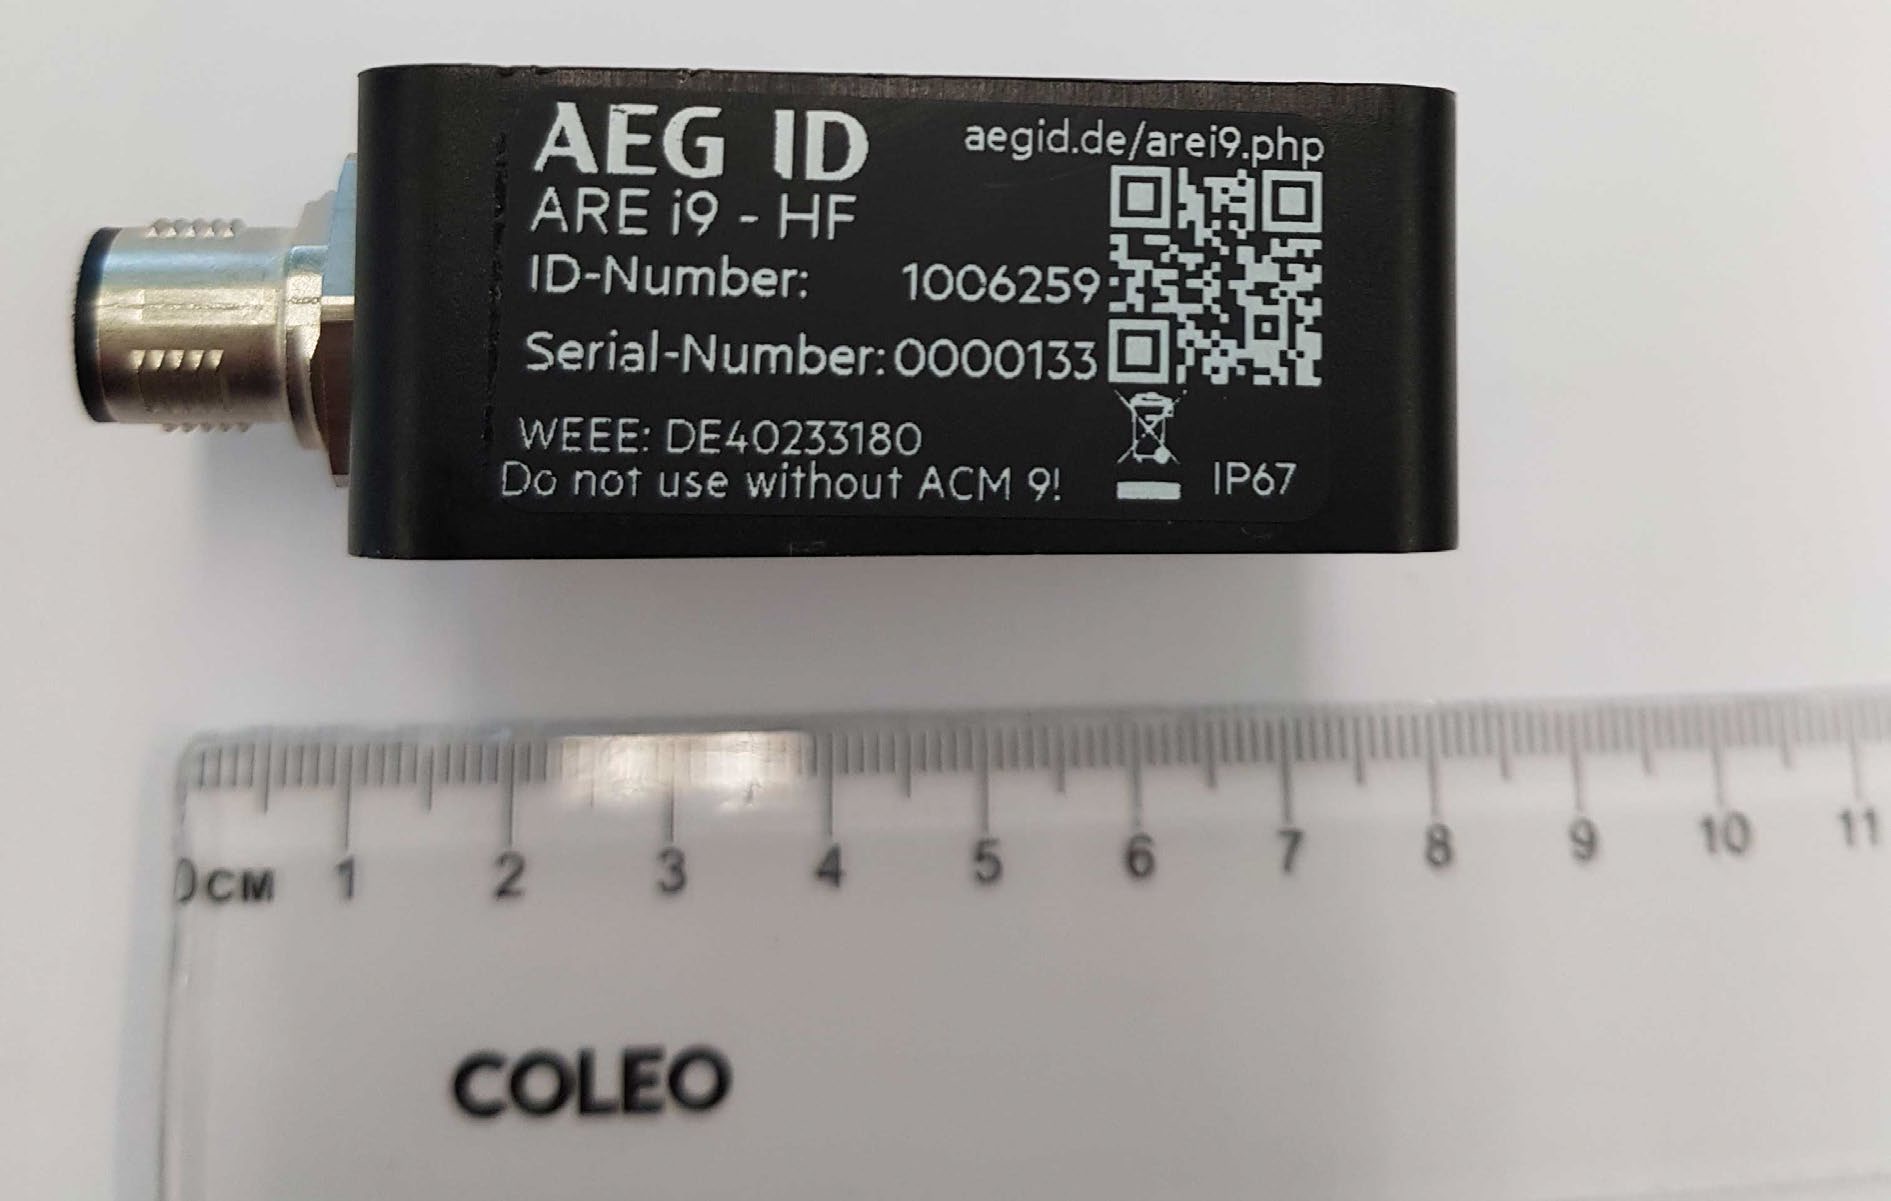 AEG ID
aegid.de/arei9.php
ARE i9 - HF
ID-Number: 1006259
Serial-Number: 0000133
WEEE: DE40233180
Do not use without ACM 9!
IP67
0CM 1 2 3 4 5 6 7 8 9 10 11
COLEO